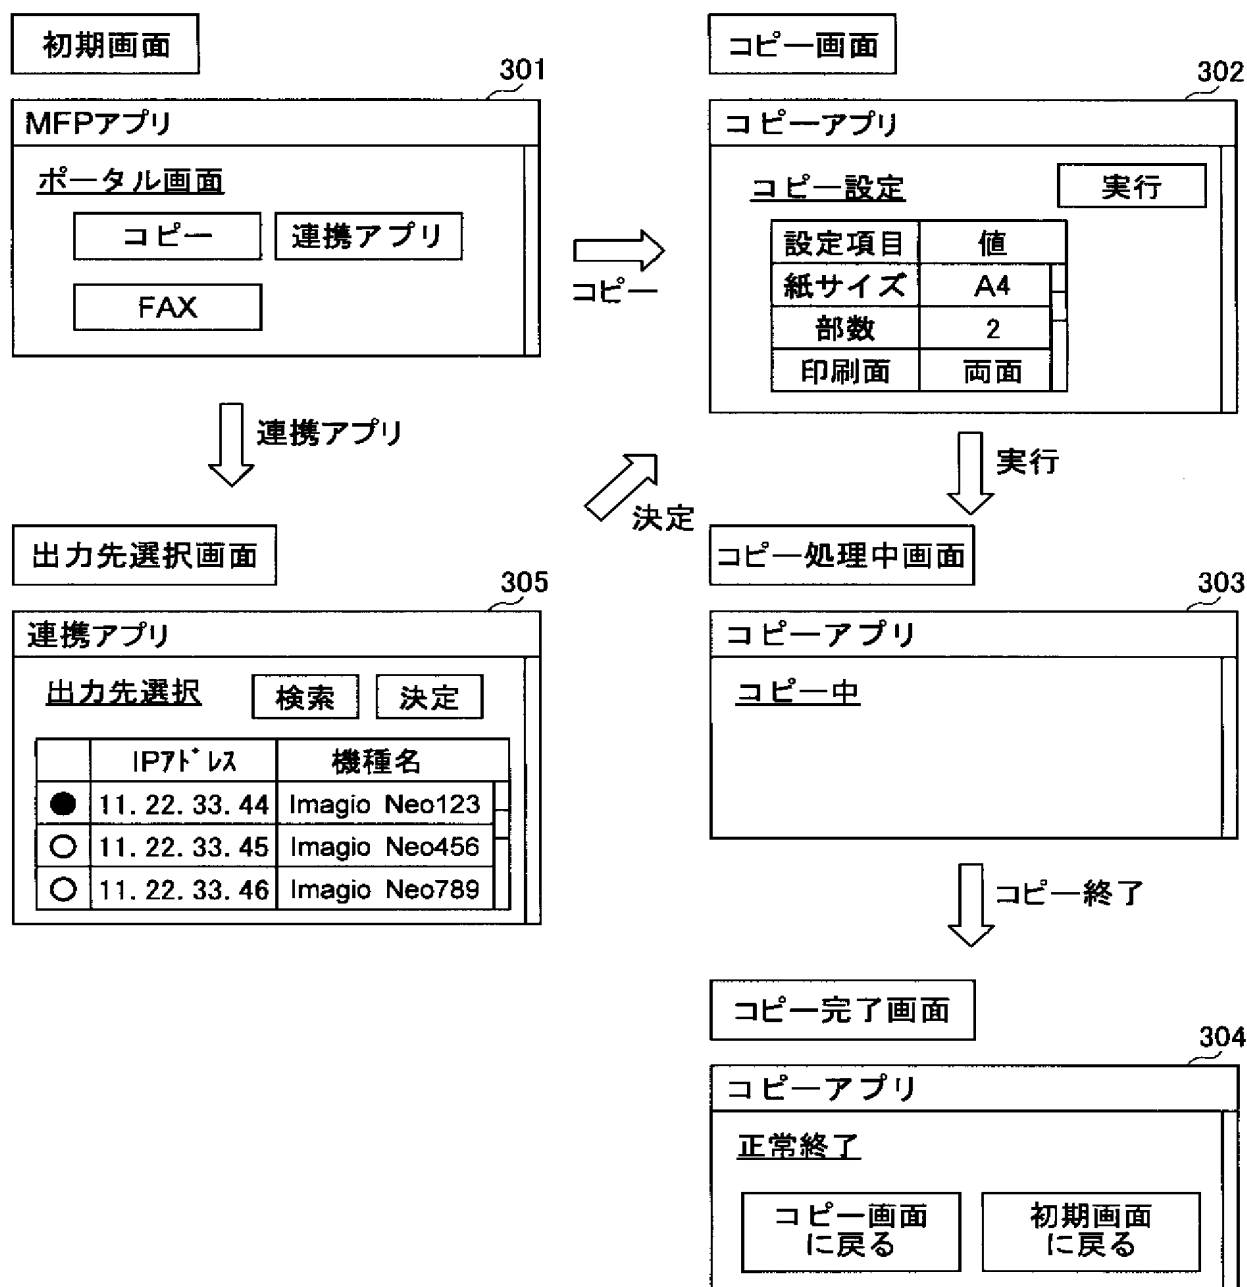 初期画面
301
MFPアプリ
ポータル画面
コピー 連携アプリ
FAX
コピー
コピー画面
302
コピーアプリ
コピー設定 実行
設定項目 値
紙サイズ A4
部数 2
印刷面 両面
連携アプリ
決定
実行
出力先選択画面
305
連携アプリ
出力先選択 検索 決定
IPｱﾄﾞﾚｽ 機種名
11. 22. 33. 44 Imagio Neo123
11. 22. 33. 45 Imagio Neo456
11. 22. 33. 46 Imagio Neo789
コピー処理中画面
303
コピーアプリ
コピー中
コピー終了
コピー完了画面
304
コピーアプリ
正常終了
コピー画面
に戻る
初期画面
に戻る